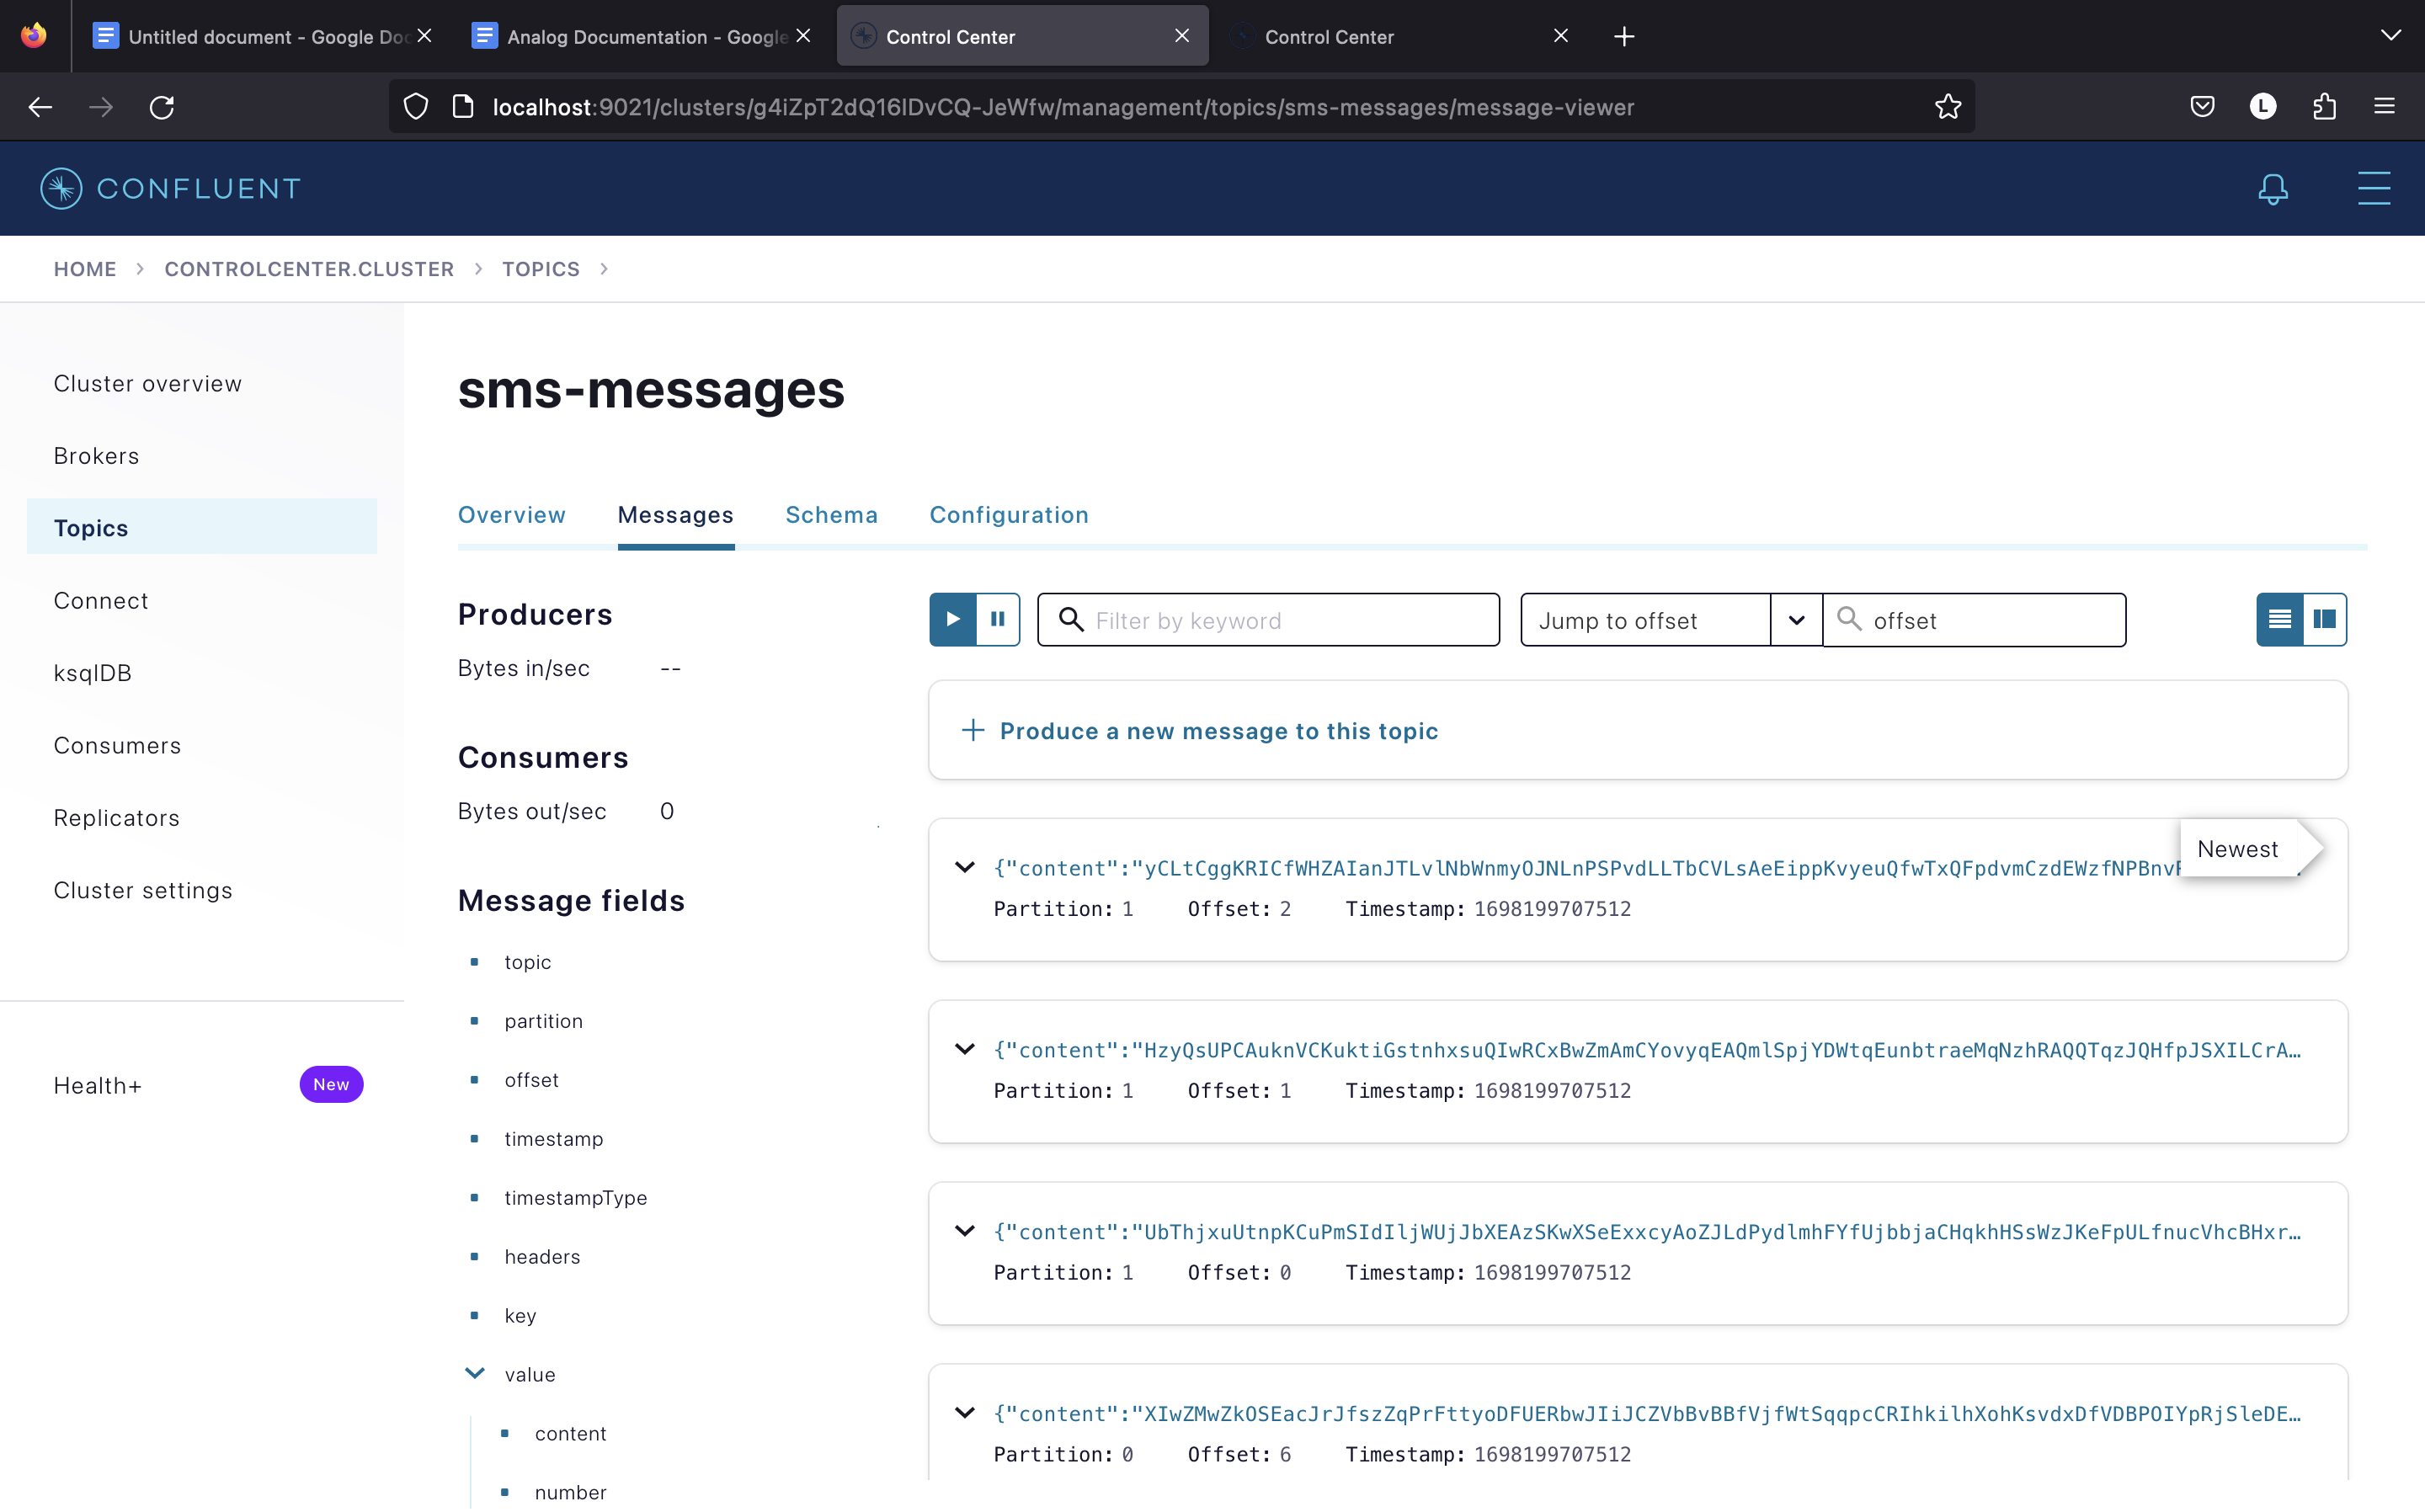 Untitled document - Google Doc
Analog Documentation - Google
Control Center
Control Center
localhost:9021/clusters/g4iZpT2dQ16lDvCQ-JeWfw/management/topics/sms-messages/message-viewer
L
CONFLUENT
HOME > CONTROLCENTER.CLUSTER > TOPICS >
Cluster overview
Brokers
Topics
Connect
ksqlDB
Consumers
Replicators
Cluster settings
Health+ New
sms-messages
Overview Messages Schema Configuration
Producers
Bytes in/sec --
Consumers
Bytes out/sec 0
Message fields
topic
partition
offset
timestamp
timestampType
headers
key
value
content
number
Filter by keyword
Jump to offset
offset
+ Produce a new message to this topic
Newest
{"content":"yCLtCggKRICfWHZAIanJTLvlNbWnmyOJNLnPSPvdLLTbCVLsAeEippKvyeuQfwTxQFpdvmCzdEWzfNPBnv
Partition: 1 Offset: 2 Timestamp: 1698199707512
{"content":"HzyQsUPCAuknVCKuktiGstnhxsuQIwRCxBwZmAmCYovyqEAQmlSpjYDWtqEunbtraeMqNzhRAQQTqzJQHfpJSXILCrA…
Partition: 1 Offset: 1 Timestamp: 1698199707512
{"content":"UbThjxuUtnpKCuPmSIdIljWUjJbXEAzSKwXSeExxcyAoZJLdPydlmhFYfUjbbjaCHqkhHSsWzJKeFpULfnucVhcBHxr…
Partition: 1 Offset: 0 Timestamp: 1698199707512
{"content":"XIwZMwZkOSEacJrJfszZqPrFttyoDFUERbwJIiJCZVbBvBBfVjfWtSqqpcCRIhkilhXohKsvdxDfVDBPOIYpRjSleDE…
Partition: 0 Offset: 6 Timestamp: 1698199707512